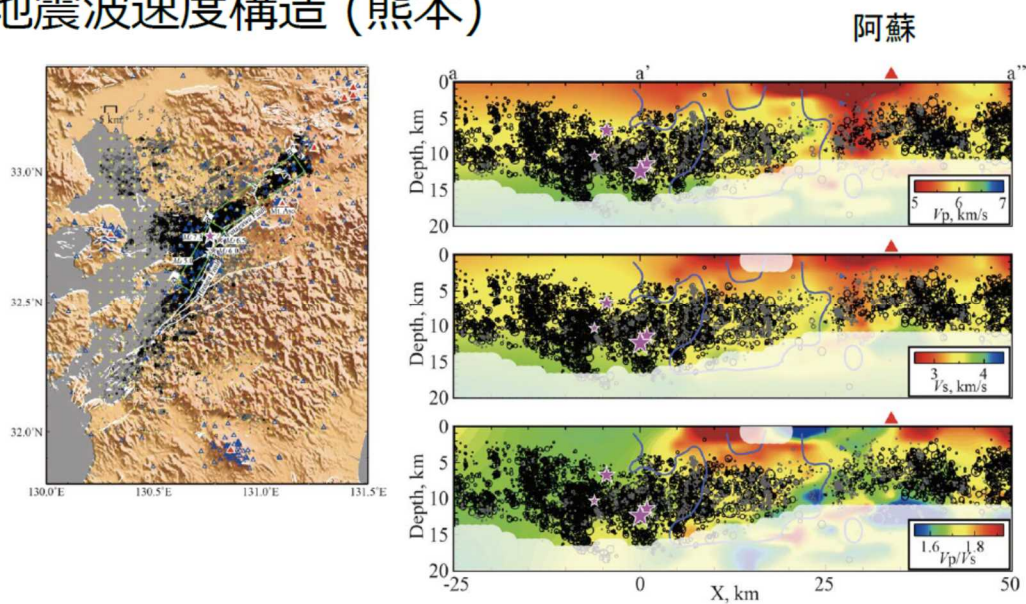 地震波速度構造 (熊本)
阿蘇
5 km
33.0°N
32.5°N
32.0°N
130.0°E
130.5°E
131.0°E
131.5°E
a
a'
a''
Depth, km
0
5
10
15
20
5 6 7
Vp, km/s
Depth, km
0
5
10
15
20
3 4
Vs, km/s
Depth, km
0
5
10
15
20
1.6 1.8
Vp/Vs
-25
0
25
50
X, km